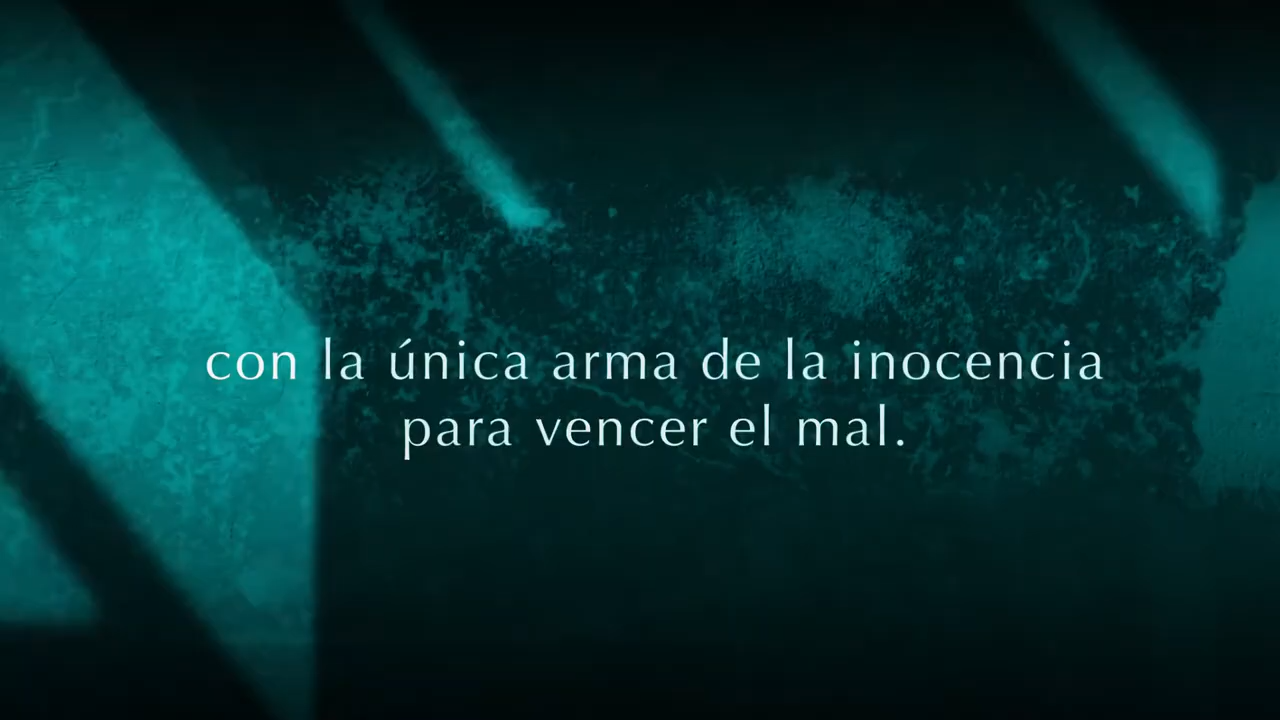 con la única arma de la inocencia
para vencer el mal.